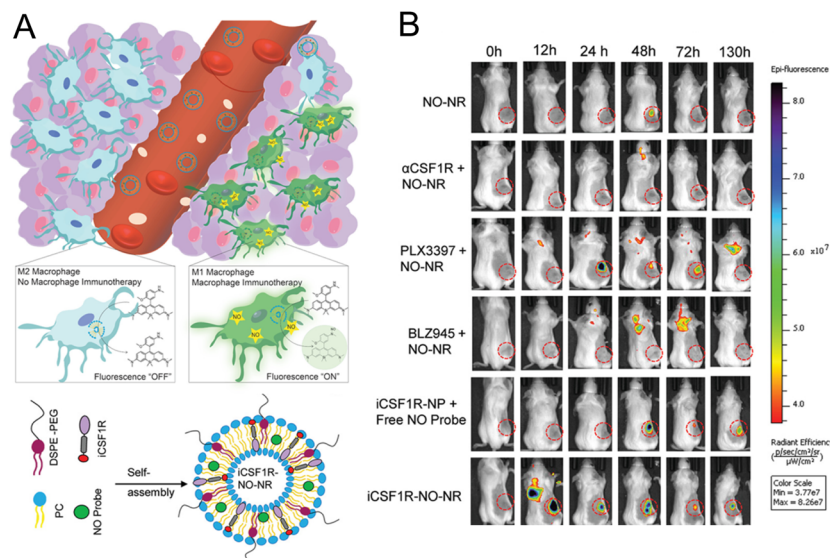 A
M2 Macrophage
No Macrophage Immunotherapy
Fluorescence "OFF"
M1 Macrophage
Macrophage Immunotherapy
NO
NO
NO
Fluorescence "ON"
DSPE -PEG
iCSF1R
PC
NO Probe
Self-
assembly
iCSF1R-
NO-NR
B
0h 12h 24 h 48h 72h 130h
NO-NR
αCSF1R +
NO-NR
PLX3397 +
NO-NR
BLZ945 +
NO-NR
iCSF1R-NP +
Free NO Probe
iCSF1R-NO-NR
Epi-fluorescence
8.0
7.0
6.0
x10⁷
5.0
4.0
Radiant Efficienc
(p/sec/cm²/sr
µW/cm²)
Color Scale
Min = 3.77e7
Max = 8.26e7